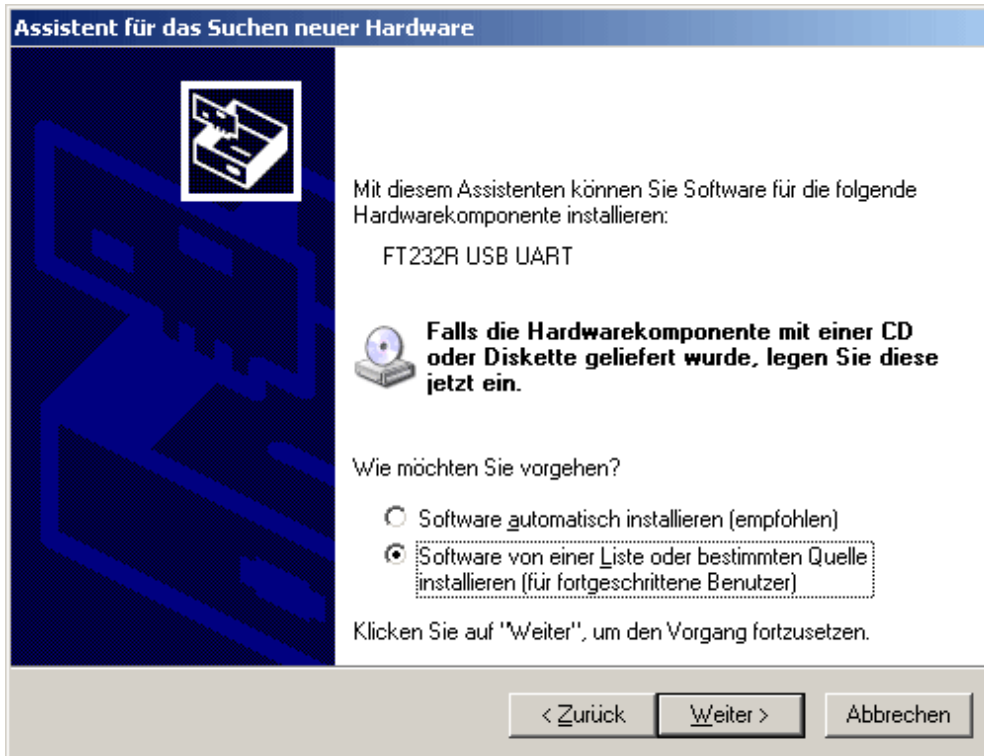 Assistent für das Suchen neuer Hardware
Mit diesem Assistenten können Sie Software für die folgende
Hardwarekomponente installieren:
FT232R USB UART
Falls die Hardwarekomponente mit einer CD
oder Diskette geliefert wurde, legen Sie diese
jetzt ein.
Wie möchten Sie vorgehen?
Software automatisch installieren (empfohlen)
Software von einer Liste oder bestimmten Quelle
installieren (für fortgeschrittene Benutzer)
Klicken Sie auf "Weiter", um den Vorgang fortzusetzen.
< Zurück Weiter > Abbrechen